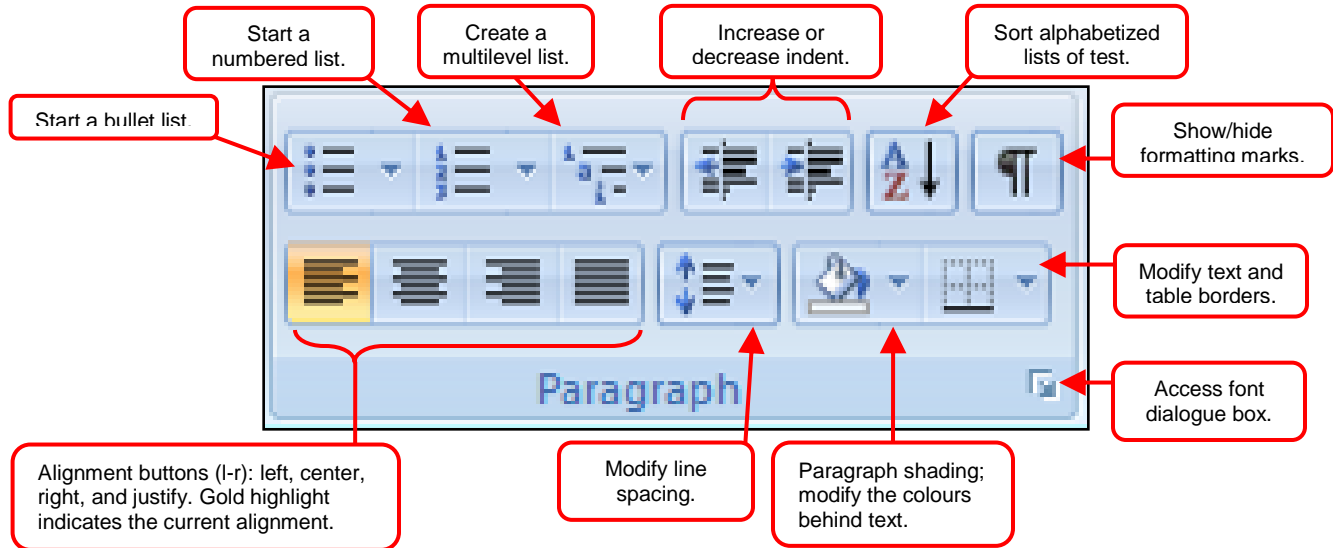 Start a
numbered list.
Create a
multilevel list.
Increase or
decrease indent.
Sort alphabetized
lists of test.
Start a bullet list.
Show/hide
formatting marks.
Modify text and
table borders.
Paragraph
Access font
dialogue box.
Alignment buttons (l-r): left, center,
right, and justify. Gold highlight
indicates the current alignment.
Modify line
spacing.
Paragraph shading;
modify the colours
behind text.